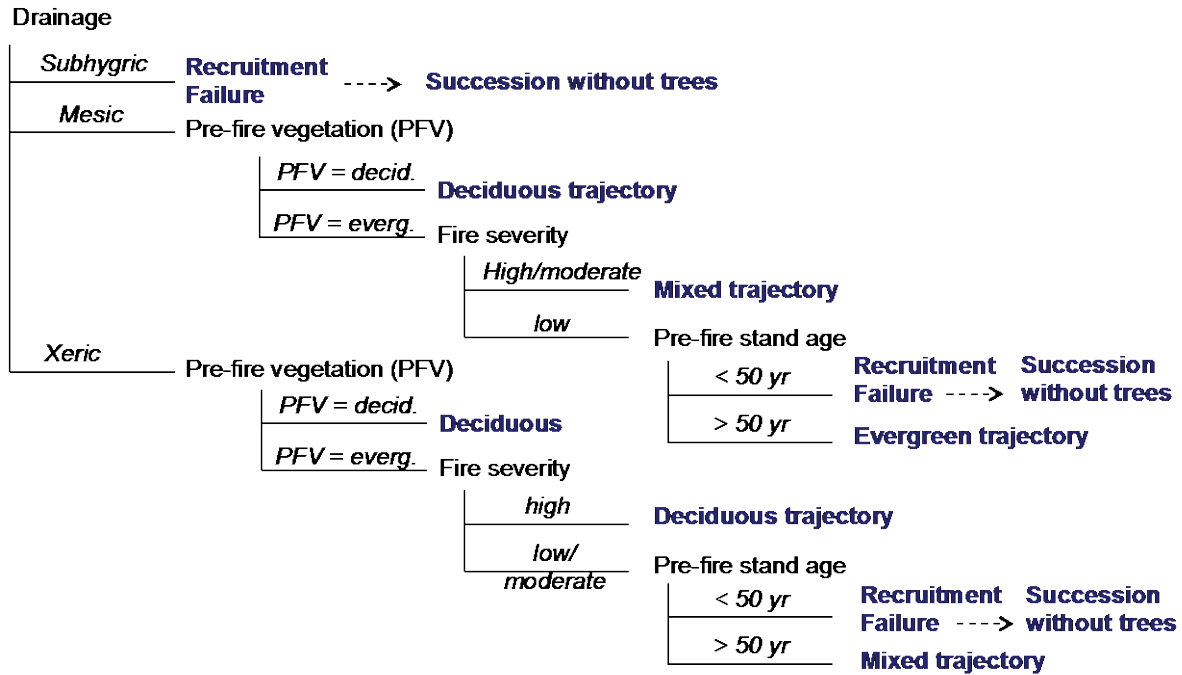 Drainage
Subhygric
Recruitment
Failure
Succession without trees
Mesic
Pre-fire vegetation (PFV)
PFV = decid.
Deciduous trajectory
PFV = everg.
Fire severity
High/moderate
Mixed trajectory
low
Pre-fire stand age
< 50 yr
Recruitment
Failure
Succession
without trees
> 50 yr
Evergreen trajectory
Xeric
Pre-fire vegetation (PFV)
PFV = decid.
Deciduous
PFV = everg.
Fire severity
high
Deciduous trajectory
low/
moderate
Pre-fire stand age
< 50 yr
Recruitment
Failure
Succession
without trees
> 50 yr
Mixed trajectory